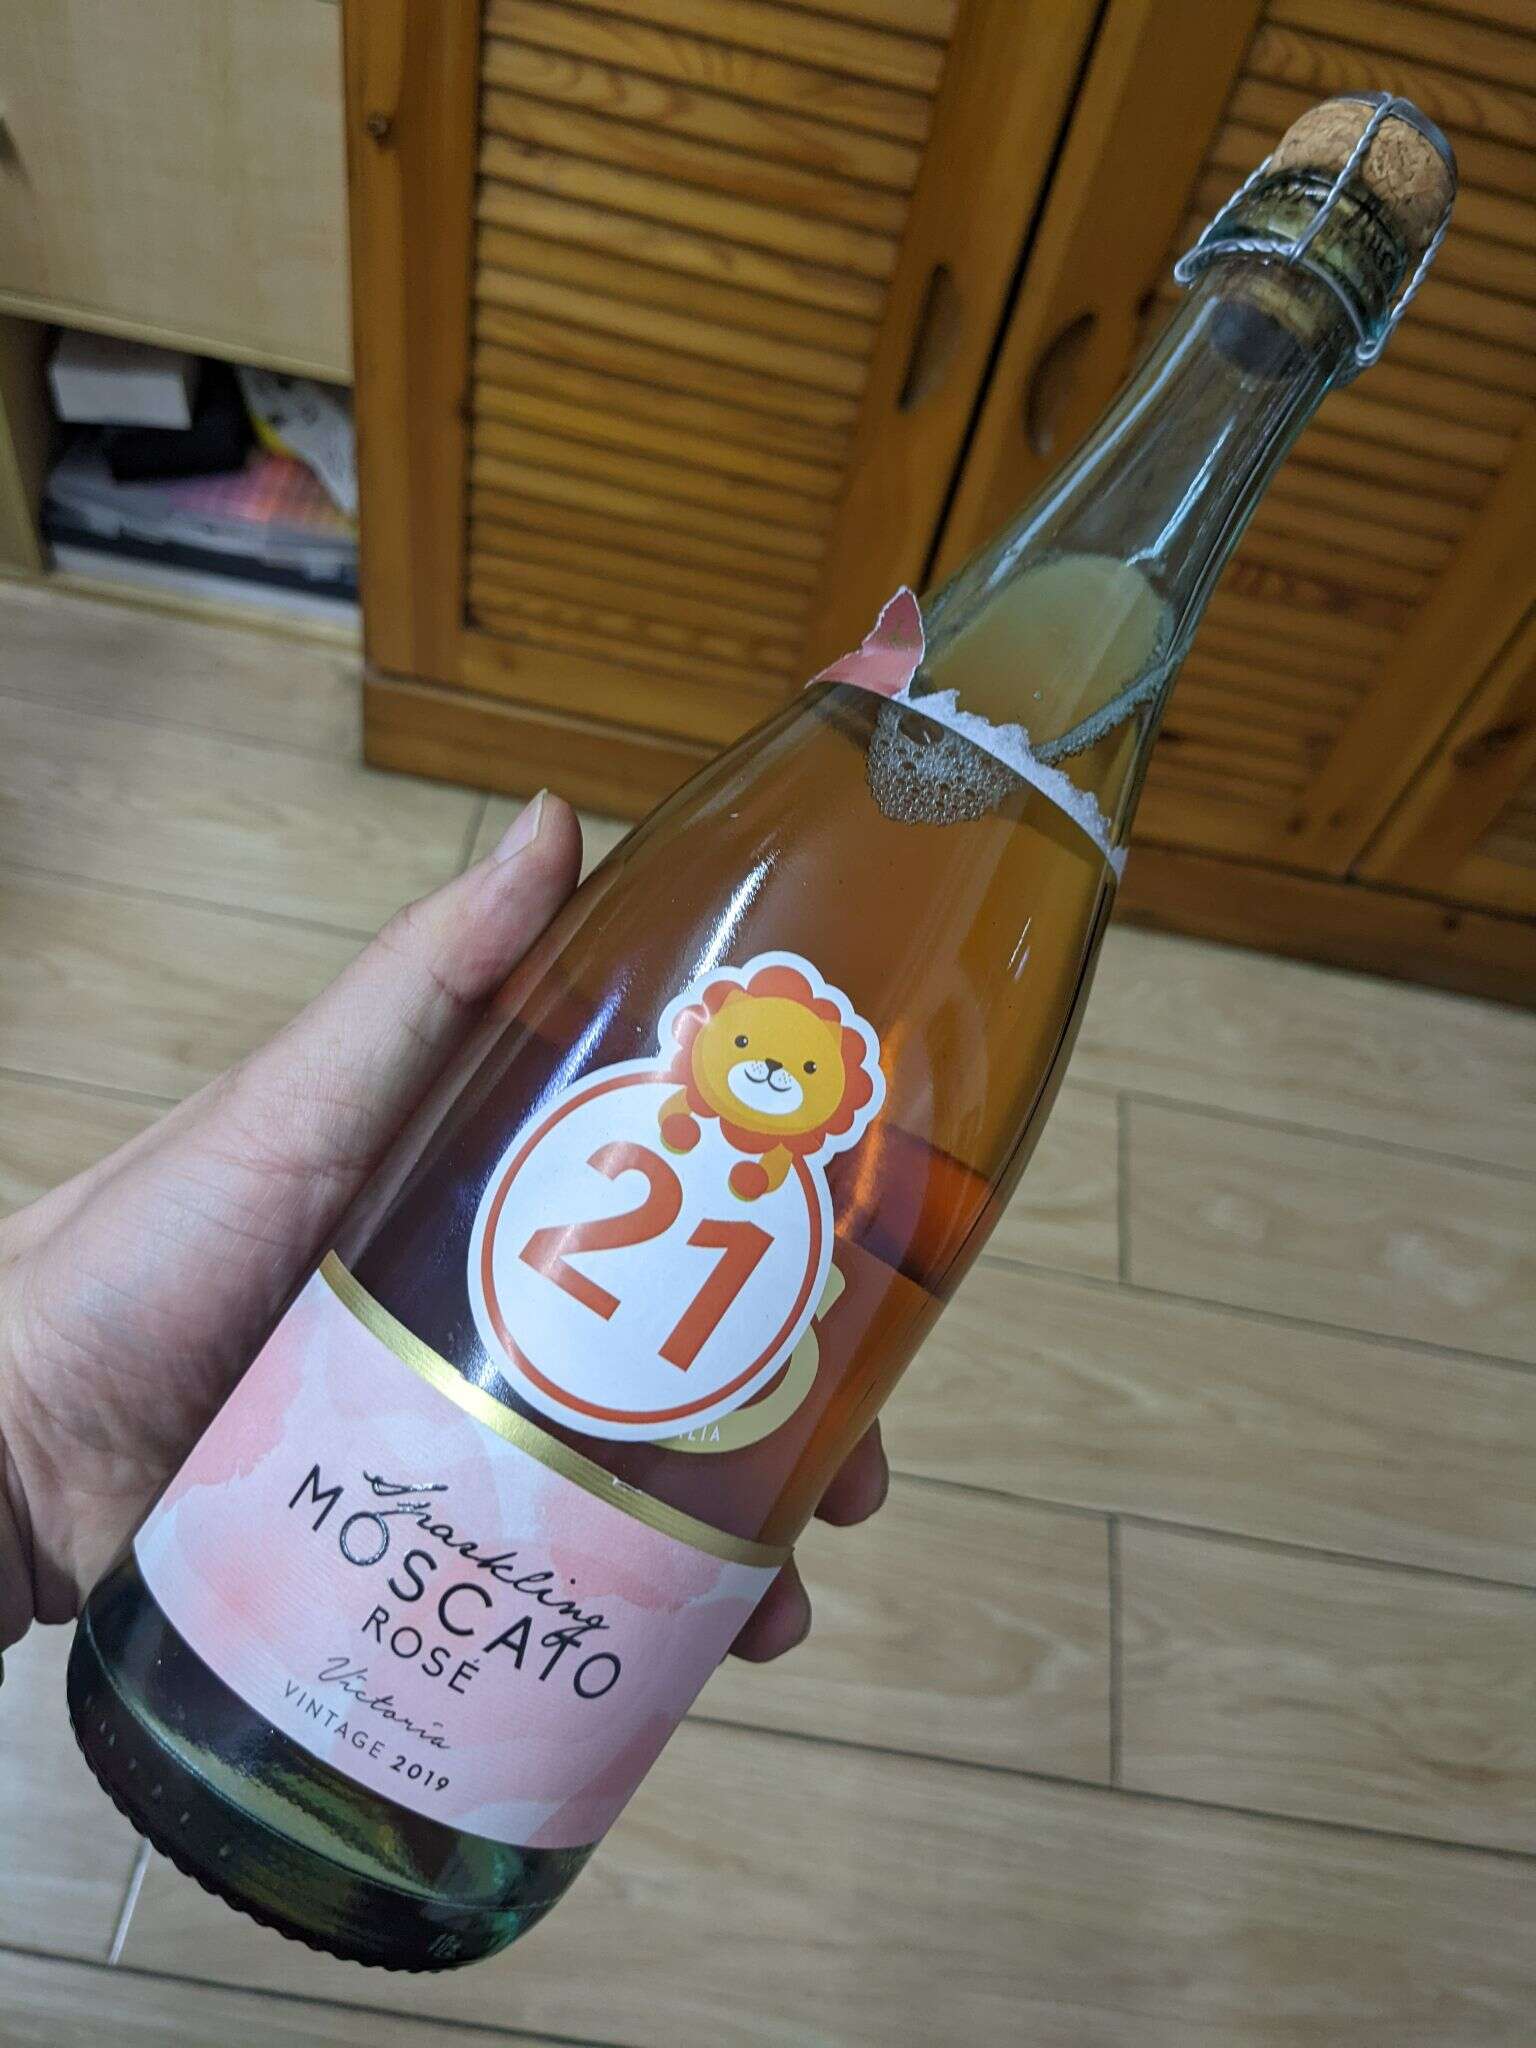 21
Sparkling
MOSCATO
ROSÉ
Victoria
VINTAGE 2019